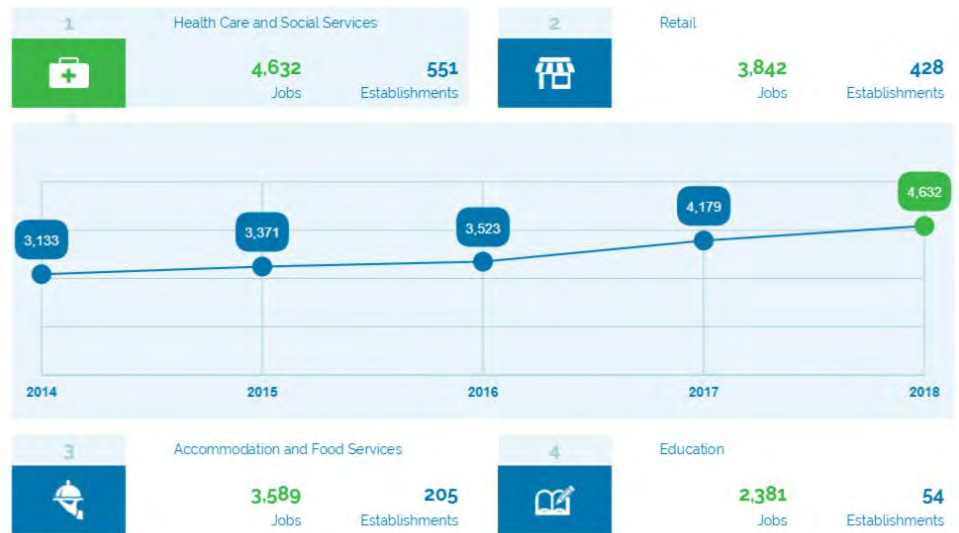 1
Health Care and Social Services
4,632
551
Jobs
Establishments
2
Retail
3,842
428
Jobs
Establishments
3,133
3,371
3,523
4,179
4,632
2014
2015
2016
2017
2018
3
Accommodation and Food Services
3,589
205
Jobs
Establishments
4
Education
2,381
54
Jobs
Establishments